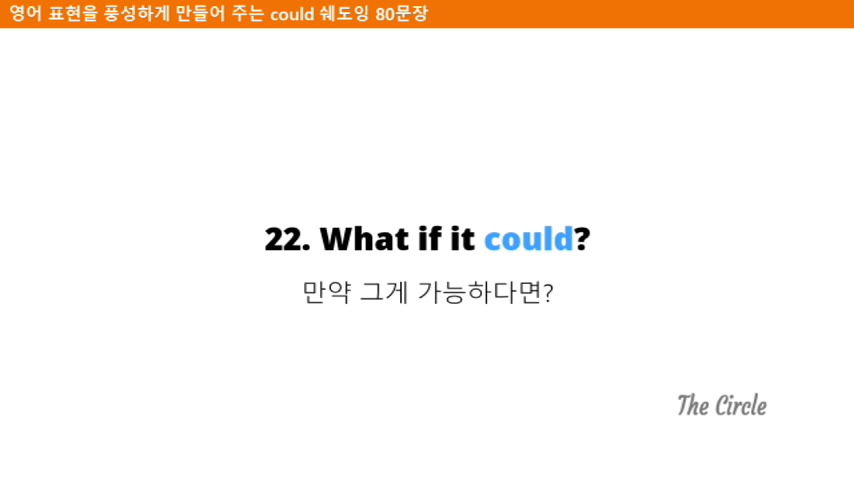 영어 표현을 풍성하게 만들어 주는 could 쉐도잉 80문장
22. What if it could?
만약 그게 가능하다면?
The Circle